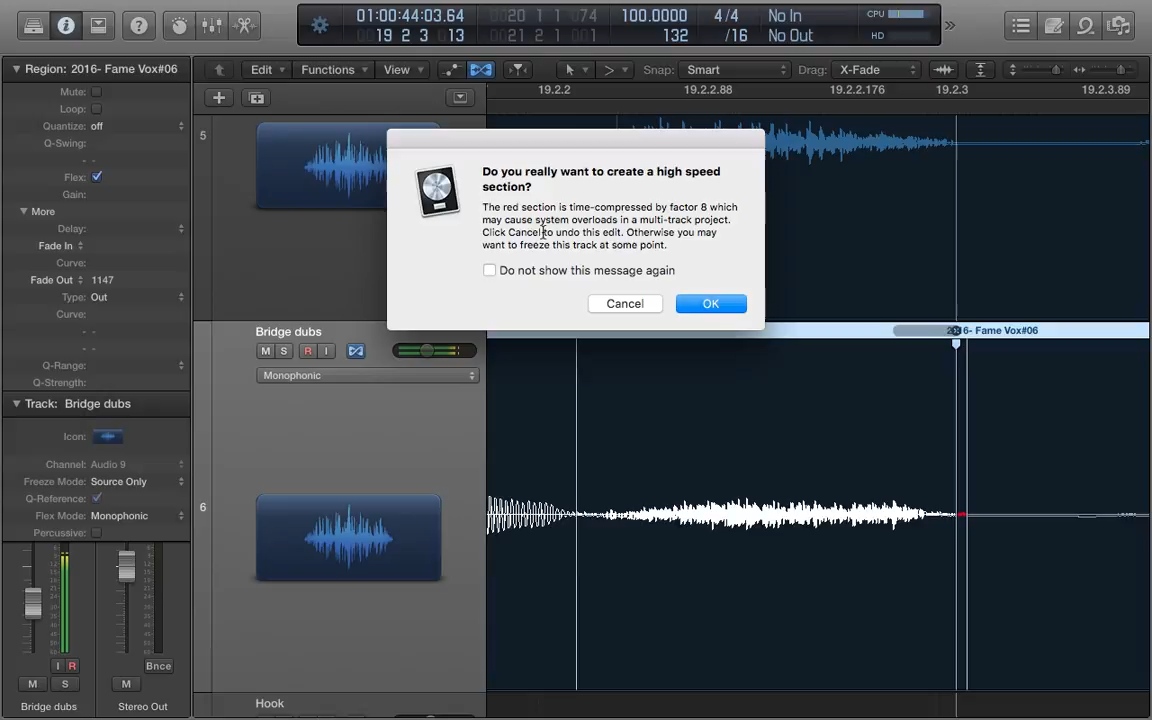 01:00:44:03.64
19 2 3 13
20 1 1 74
21 2 1
100.0000
132
4/4
/16
No In
No Out
CPU
HD
Region: 2016- Fame Vox#06
Edit
Functions
View
Snap: Smart
Drag: X-Fade
Mute:
Loop:
Quantize: off
Q-Swing:
Flex:
Gain:
More
Delay:
Fade In
Curve:
Fade Out 1147
Type: Out
Curve:
Q-Range:
Q-Strength:
Track: Bridge dubs
Icon:
Channel: Audio 9
Freeze Mode: Source Only
Q-Reference:
Flex Mode: Monophonic
Percussive:
I R
Bnce
M S
M
Bridge dubs
Stereo Out
19.2.2
19.2.2.88
19.2.2.176
19.2.3
19.2.3.89
5
Do you really want to create a high speed
section?
The red section is time-compressed by factor 8 which
may cause system overloads in a multi-track project.
Click Cancel to undo this edit. Otherwise you may
want to freeze this track at some point.
Do not show this message again
Cancel
OK
Bridge dubs
M S R I
Monophonic
6
Fame Vox#06
Hook